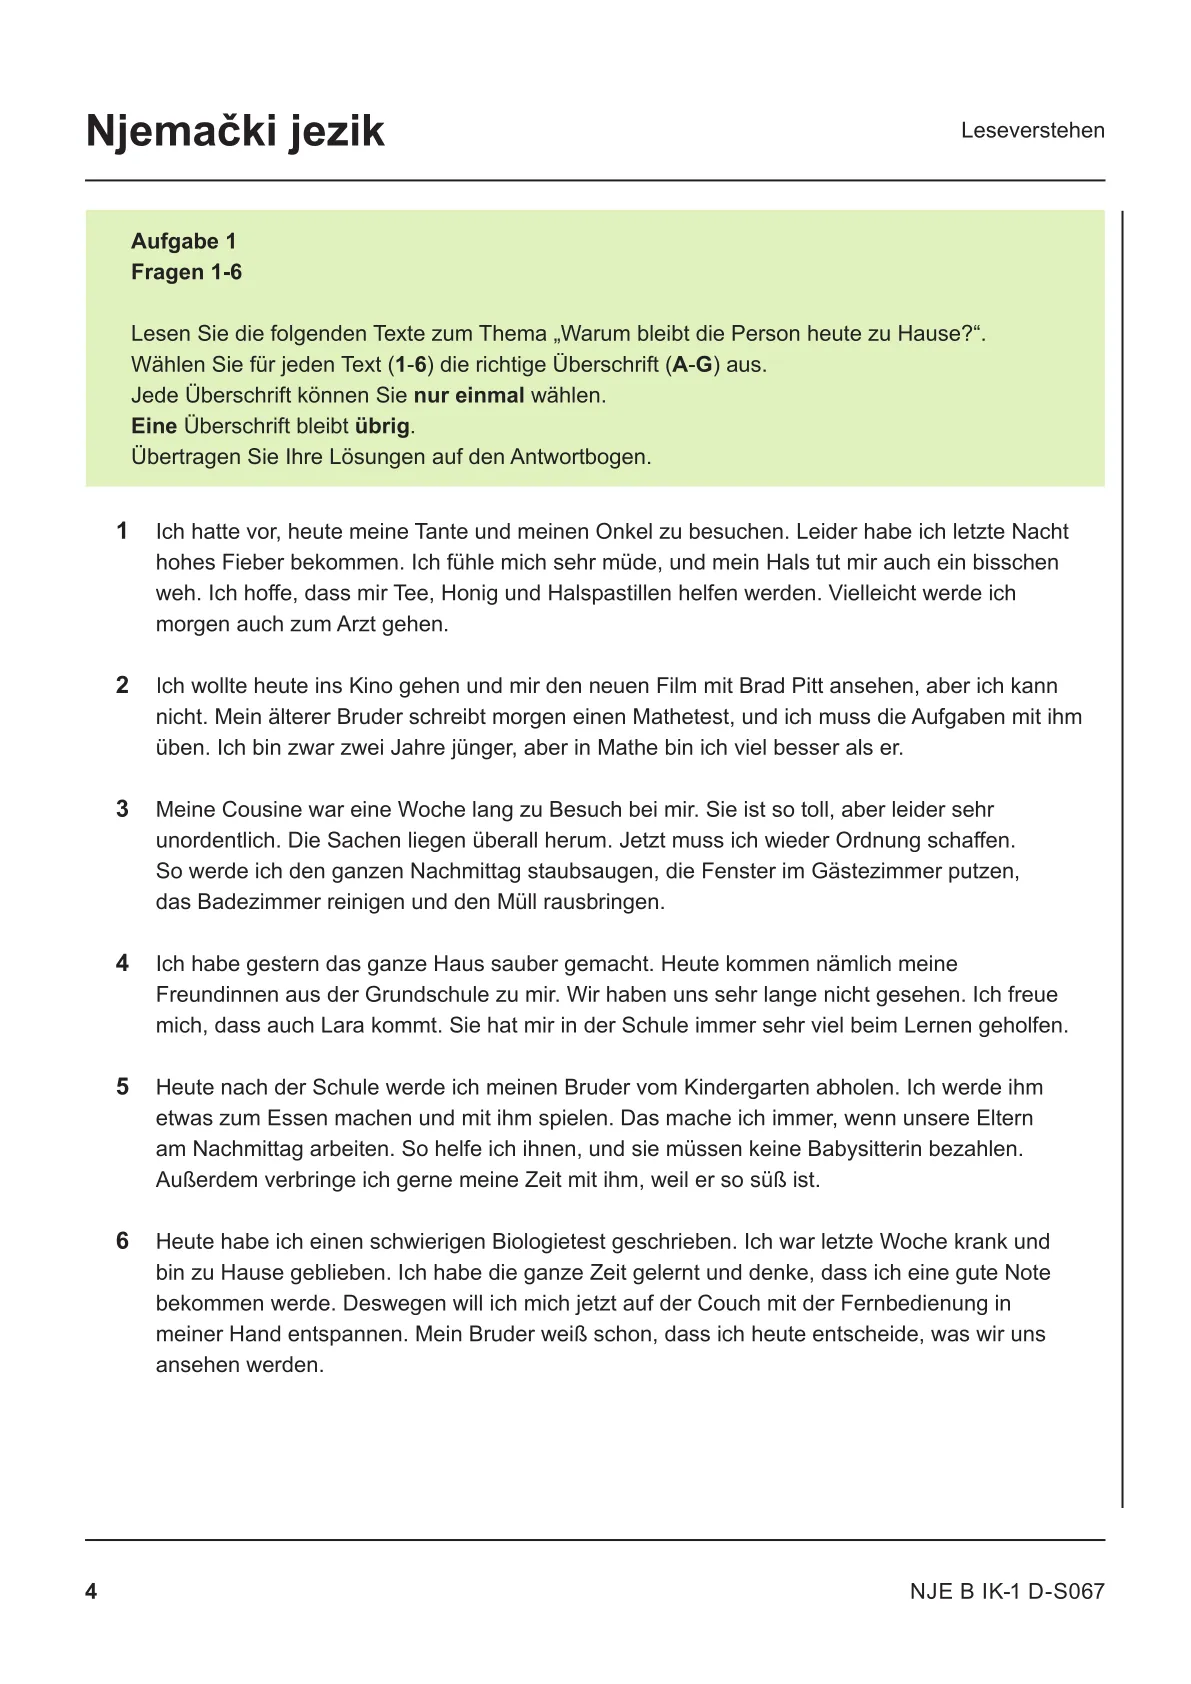 Njemački jezik
Leseverstehen
Aufgabe 1
Fragen 1-6
Lesen Sie die folgenden Texte zum Thema „Warum bleibt die Person heute zu Hause?“.
Wählen Sie für jeden Text (1-6) die richtige Überschrift (A-G) aus.
Jede Überschrift können Sie nur einmal wählen.
Eine Überschrift bleibt übrig.
Übertragen Sie Ihre Lösungen auf den Antwortbogen.
1 Ich hatte vor, heute meine Tante und meinen Onkel zu besuchen. Leider habe ich letzte Nacht
hohes Fieber bekommen. Ich fühle mich sehr müde, und mein Hals tut mir auch ein bisschen
weh. Ich hoffe, dass mir Tee, Honig und Halspastillen helfen werden. Vielleicht werde ich
morgen auch zum Arzt gehen.
2 Ich wollte heute ins Kino gehen und mir den neuen Film mit Brad Pitt ansehen, aber ich kann
nicht. Mein älterer Bruder schreibt morgen einen Mathetest, und ich muss die Aufgaben mit ihm
üben. Ich bin zwar zwei Jahre jünger, aber in Mathe bin ich viel besser als er.
3 Meine Cousine war eine Woche lang zu Besuch bei mir. Sie ist so toll, aber leider sehr
unordentlich. Die Sachen liegen überall herum. Jetzt muss ich wieder Ordnung schaffen.
So werde ich den ganzen Nachmittag staubsaugen, die Fenster im Gästezimmer putzen,
das Badezimmer reinigen und den Müll rausbringen.
4 Ich habe gestern das ganze Haus sauber gemacht. Heute kommen nämlich meine
Freundinnen aus der Grundschule zu mir. Wir haben uns sehr lange nicht gesehen. Ich freue
mich, dass auch Lara kommt. Sie hat mir in der Schule immer sehr viel beim Lernen geholfen.
5 Heute nach der Schule werde ich meinen Bruder vom Kindergarten abholen. Ich werde ihm
etwas zum Essen machen und mit ihm spielen. Das mache ich immer, wenn unsere Eltern
am Nachmittag arbeiten. So helfe ich ihnen, und sie müssen keine Babysitterin bezahlen.
Außerdem verbringe ich gerne meine Zeit mit ihm, weil er so süß ist.
6 Heute habe ich einen schwierigen Biologietest geschrieben. Ich war letzte Woche krank und
bin zu Hause geblieben. Ich habe die ganze Zeit gelernt und denke, dass ich eine gute Note
bekommen werde. Deswegen will ich mich jetzt auf der Couch mit der Fernbedienung in
meiner Hand entspannen. Mein Bruder weiß schon, dass ich heute entscheide, was wir uns
ansehen werden.
4
NJE B IK-1 D-S067